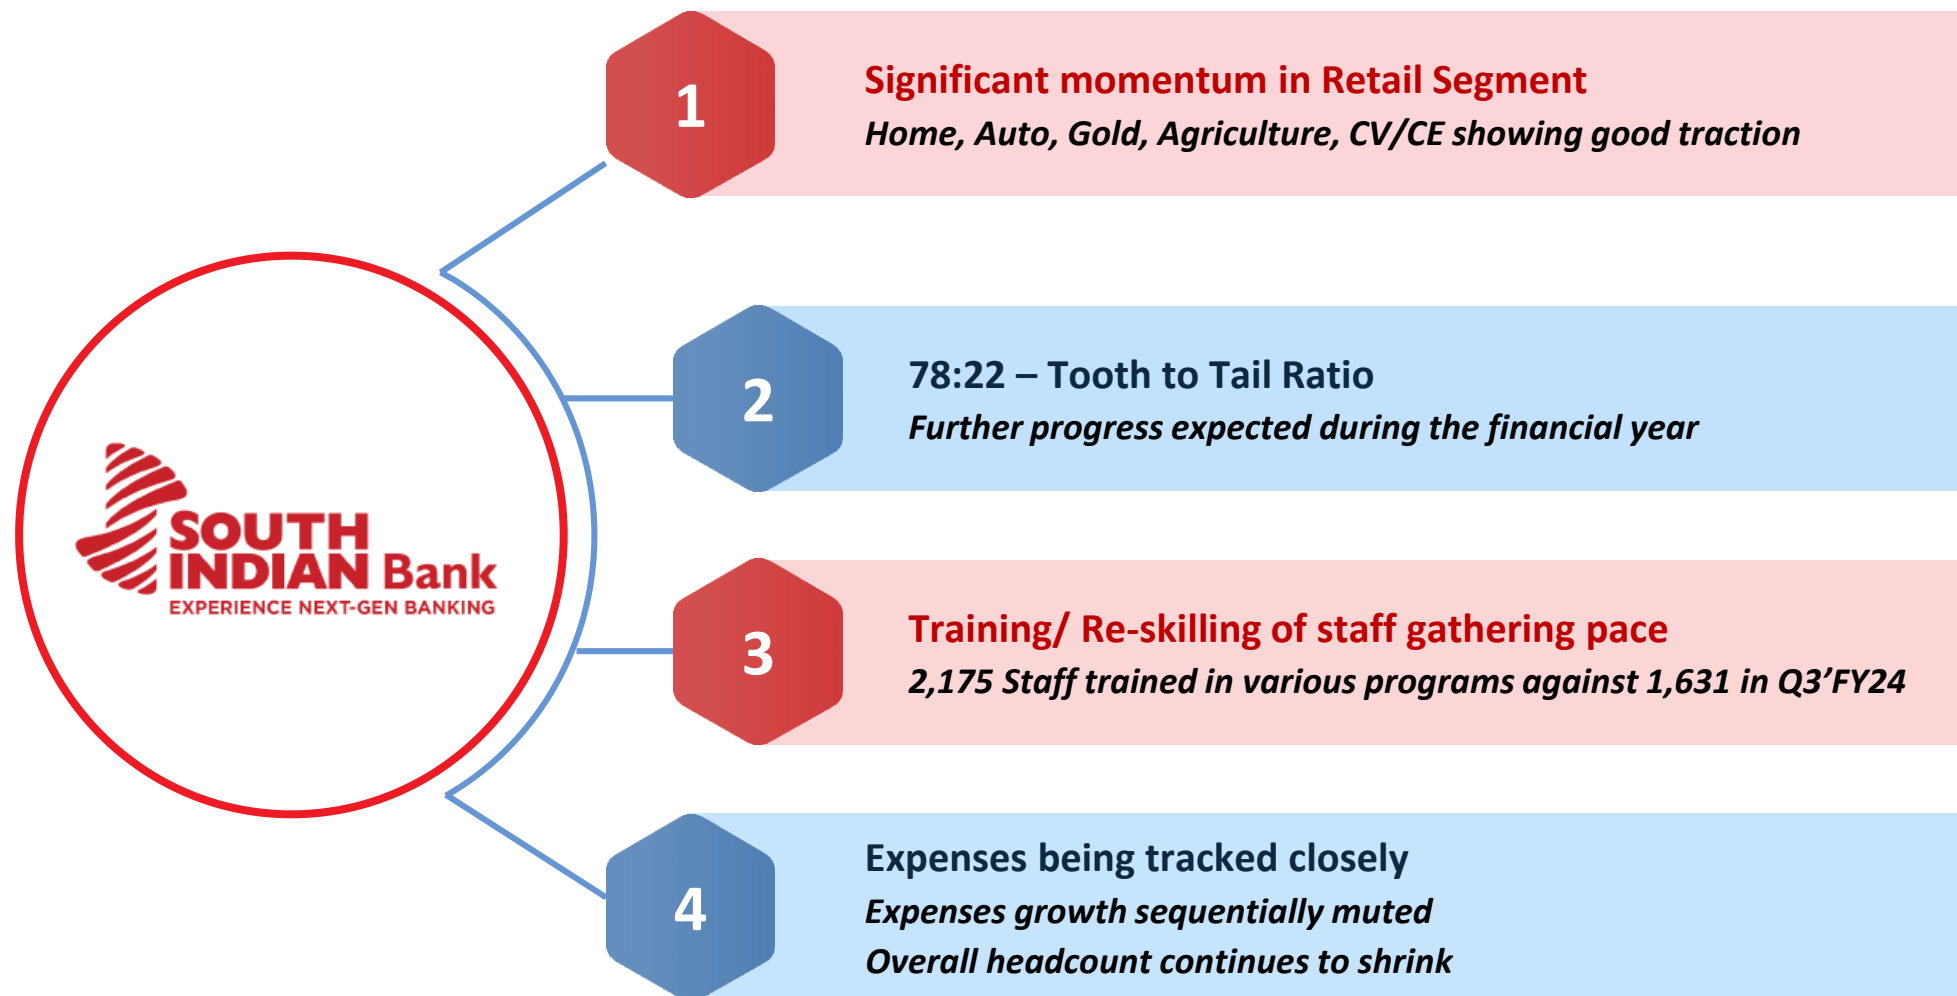 1
Significant momentum in Retail Segment
Home, Auto, Gold, Agriculture, CV/CE showing good traction
2
78:22 – Tooth to Tail Ratio
Further progress expected during the financial year
SOUTH
INDIAN Bank
EXPERIENCE NEXT-GEN BANKING
3
Training/ Re-skilling of staff gathering pace
2,175 Staff trained in various programs against 1,631 in Q3’FY24
4
Expenses being tracked closely
Expenses growth sequentially muted
Overall headcount continues to shrink